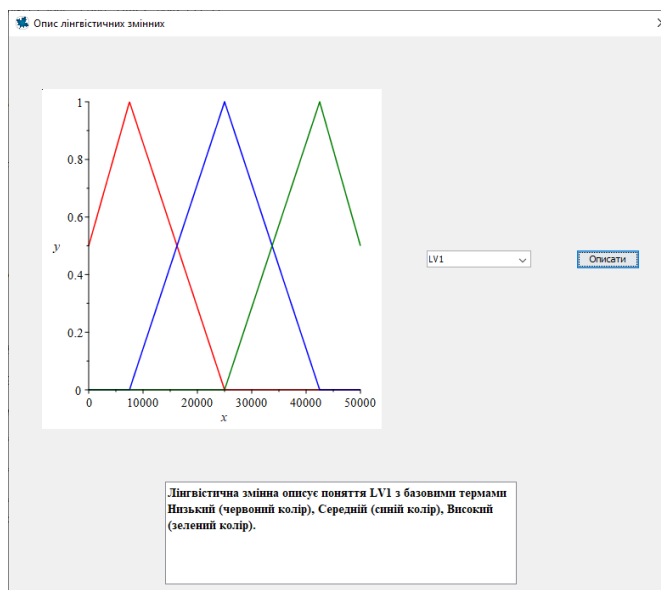 Опис лінгвістичних змінних
1
0.8
0.6
y
0.4
0.2
0
0 10000 20000 30000 40000 50000
x
LV1
Описати
Лінгвістична змінна описує поняття LV1 з базовими термами
Низький (червоний колір), Середній (синій колір), Високий
(зелений колір).